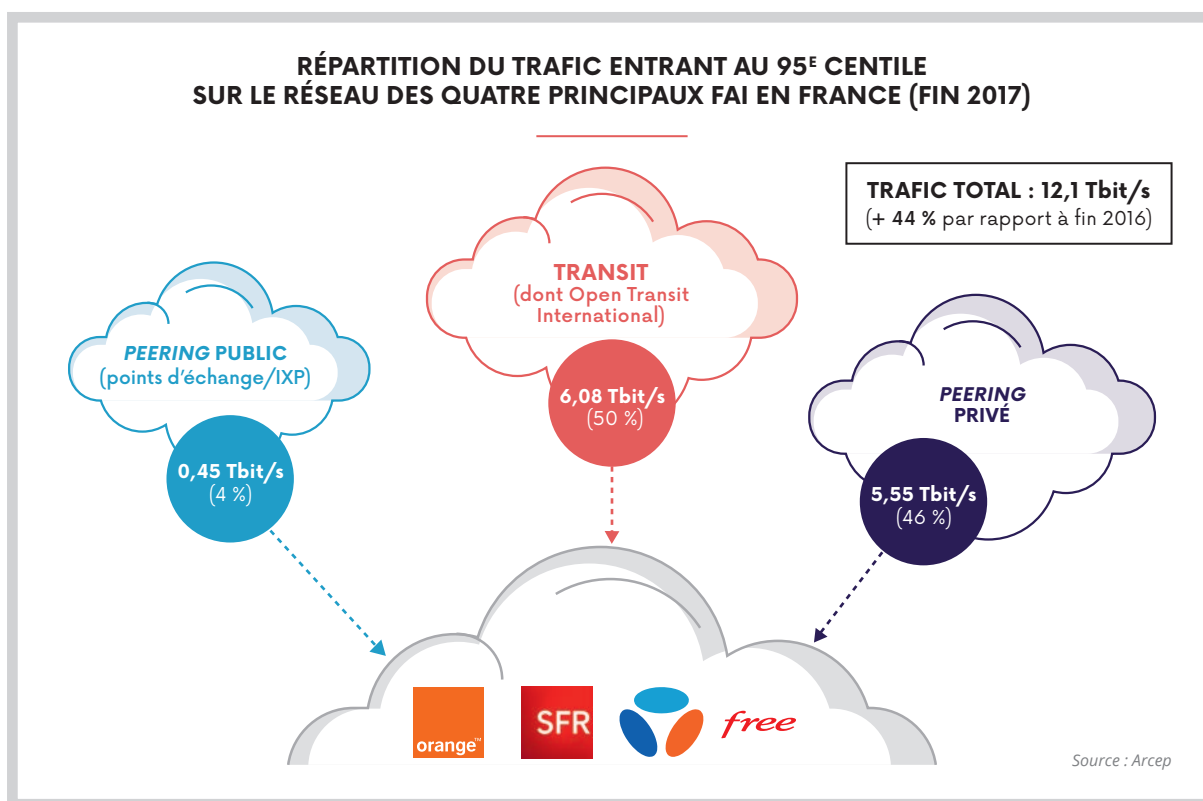 RÉPARTITION DU TRAFIC ENTRANT AU 95ᴱ CENTILE
SUR LE RÉSEAU DES QUATRE PRINCIPAUX FAI EN FRANCE (FIN 2017)
TRAFIC TOTAL : 12,1 Tbit/s
(+ 44 % par rapport à fin 2016)
TRANSIT
(dont Open Transit
International)
6,08 Tbit/s
(50 %)
PEERING PUBLIC
(points d'échange/IXP)
0,45 Tbit/s
(4 %)
PEERING
PRIVÉ
5,55 Tbit/s
(46 %)
orange™
SFR
free
Source : Arcep